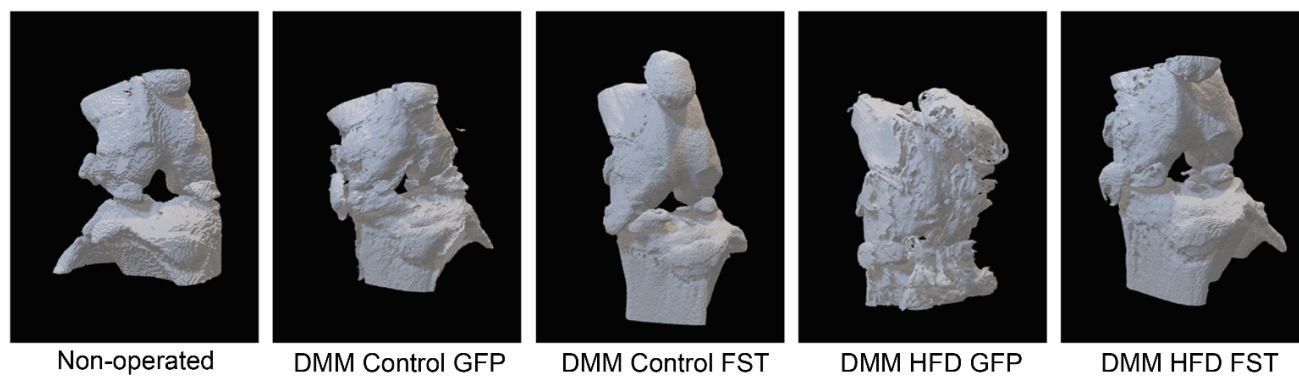 Non-operated
DMM Control GFP
DMM Control FST
DMM HFD GFP
DMM HFD FST